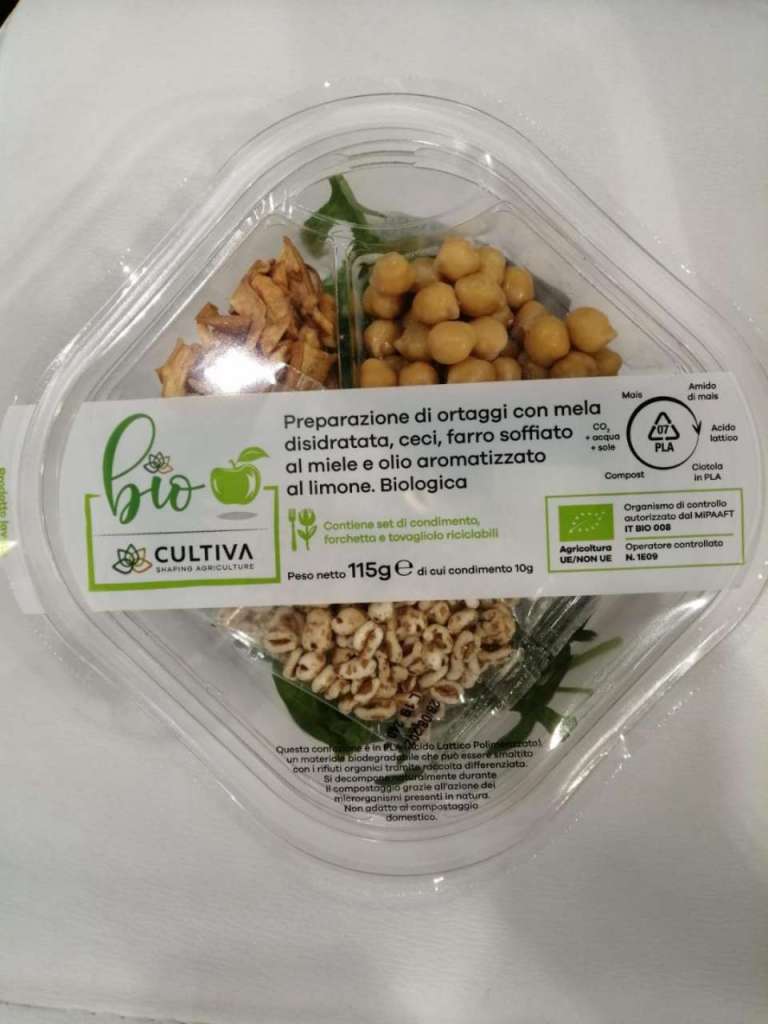 bio
CULTIVA
SHAPING AGRICULTURE
Preparazione di ortaggi con mela
disidratata, ceci, farro soffiato
al miele e olio aromatizzato
al limone. Biologica
Contiene set di condimento,
forchetta e tovagliolo riciclabili
Peso netto 115g e di cui condimento 10g
Mais
Amido
di mais
CO₂
+ acqua
+ sole
07
PLA
Acido
lattico
Compost
Ciotola
in PLA
Agricoltura
UE/NON UE
Organismo di controllo
autorizzato dal MIPAAFT
IT BIO 008
Operatore controllato
N. 1E09
Prodotto
Questa confezione è in PLA (Acido Lattico Polimerizzato),
un materiale biodegradabile che può essere smaltito
con i rifiuti organici tramite raccolta differenziata.
Si decompone naturalmente durante
il compostaggio grazie all'azione dei
microrganismi presenti in natura.
Non adatto al compostaggio
domestico.